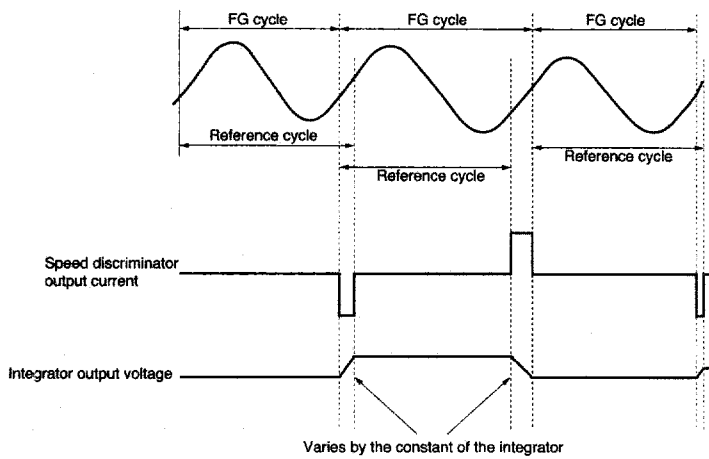 FG cycle
FG cycle
FG cycle
Reference cycle
Reference cycle
Reference cycle
Speed discriminator
output current
Integrator output voltage
Varies by the constant of the integrator